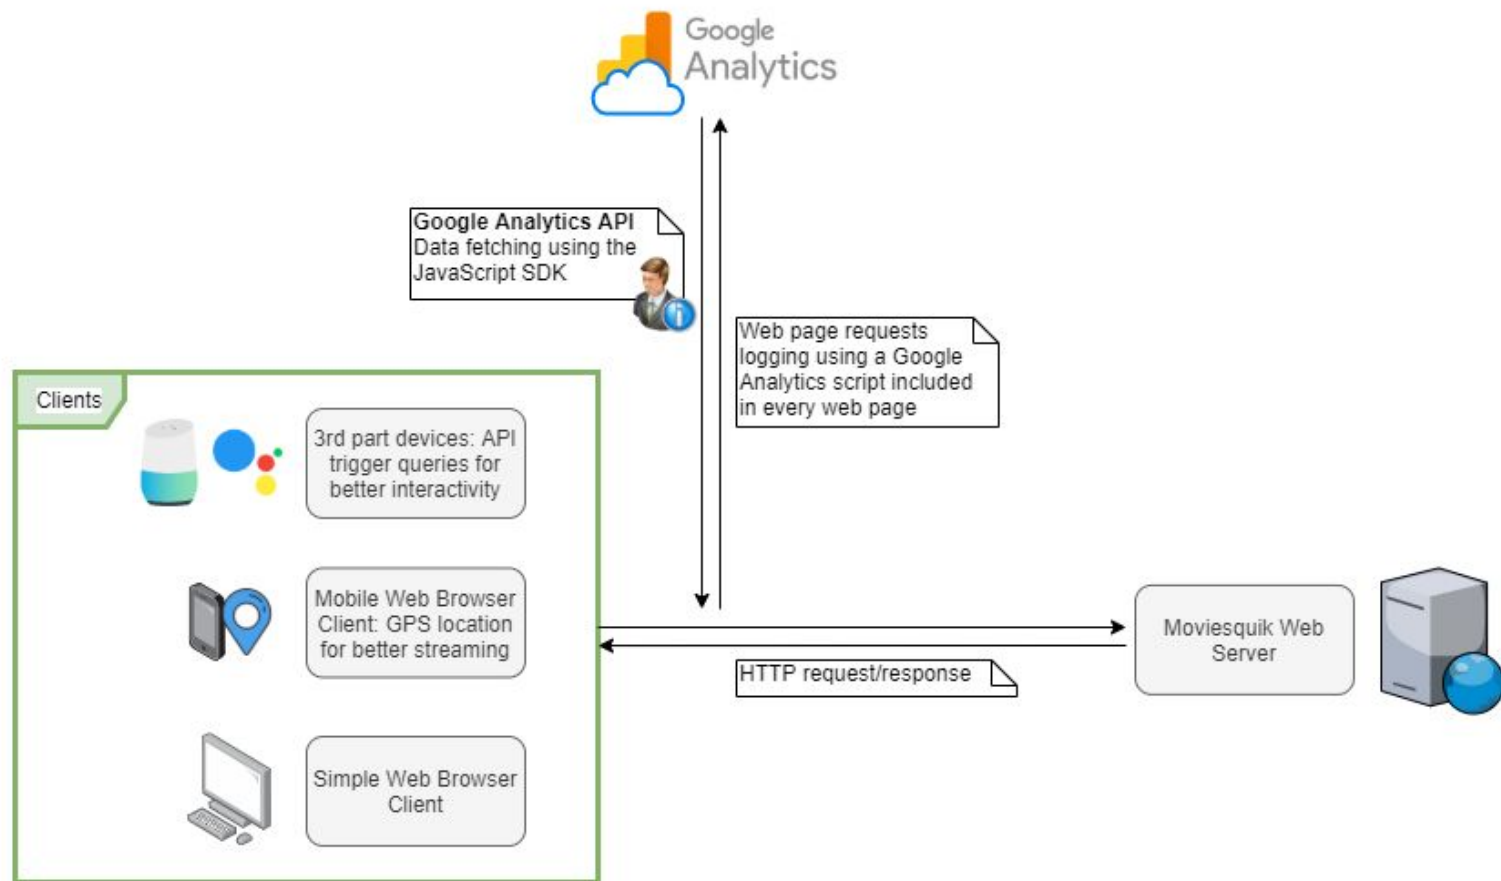 Google
Analytics
Google Analytics API
Data fetching using the
JavaScript SDK
Web page requests
logging using a Google
Analytics script included
in every web page
Clients
3rd part devices: API
trigger queries for
better interactivity
Mobile Web Browser
Client: GPS location
for better streaming
Simple Web Browser
Client
HTTP request/response
Moviesquik Web
Server